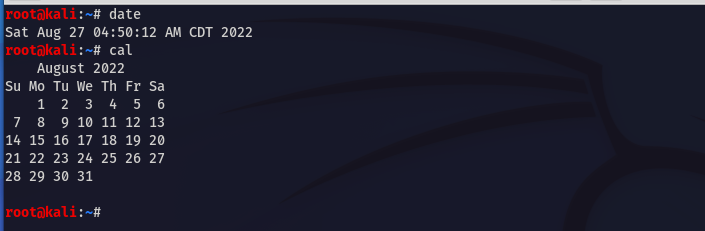 root@kali:~# date
Sat Aug 27 04:50:12 AM CDT 2022
root@kali:~# cal
    August 2022
Su Mo Tu We Th Fr Sa
    1  2  3  4  5  6
 7  8  9 10 11 12 13
14 15 16 17 18 19 20
21 22 23 24 25 26 27
28 29 30 31
root@kali:~#